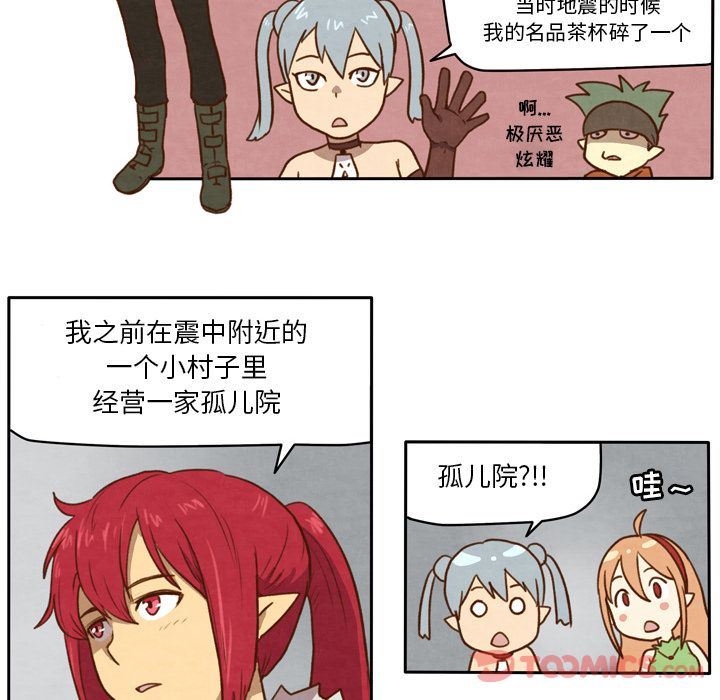 当时地震的时候
我的名品茶杯碎了一个
啊...
极厌恶
炫耀
我之前在震中附近的
一个小村子里
经营一家孤儿院
孤儿院?!!
哇~
TOOMICS.COM